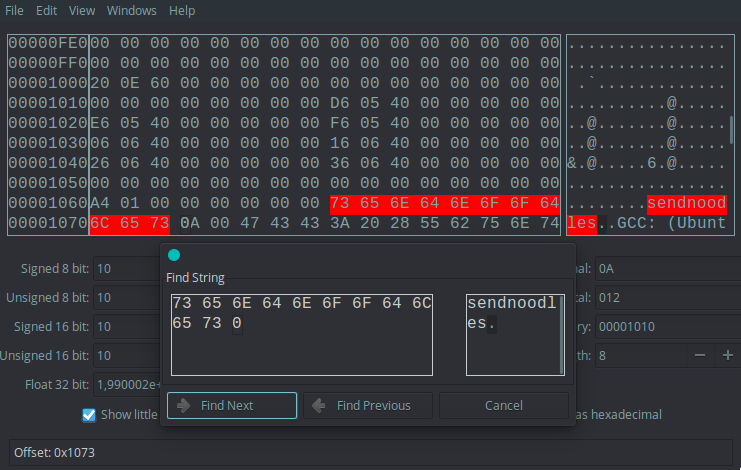 File Edit View Windows Help
00000FE0 00 00 00 00 00 00 00 00 00 00 00 00 00 00 00 00 ................
00000FF0 00 00 00 00 00 00 00 00 00 00 00 00 00 00 00 00 ................
00001000 20 0E 60 00 00 00 00 00 00 00 00 00 00 00 00 00 .`.............
00001010 00 00 00 00 00 00 00 00 D6 05 40 00 00 00 00 00 ..........@.....
00001020 E6 05 40 00 00 00 00 00 F6 05 40 00 00 00 00 00 ..@.......@.....
00001030 06 06 40 00 00 00 00 00 16 06 40 00 00 00 00 00 ..@.......@.....
00001040 26 06 40 00 00 00 00 00 36 06 40 00 00 00 00 00 &.@.....6.@.....
00001050 00 00 00 00 00 00 00 00 00 00 00 00 00 00 00 00 ................
00001060 A4 01 00 00 00 00 00 00 73 65 6E 64 6E 6F 6F 64 ........sendnood
00001070 6C 65 73 0A 00 47 43 43 3A 20 28 55 62 75 6E 74 les..GCC: (Ubunt
Find String
73 65 6E 64 6E 6F 6F 64 6C sendnoodl
65 73 0 es.
Find Next Find Previous Cancel
Signed 8 bit: 10 al: 0A
Unsigned 8 bit: 10 tal: 012
Signed 16 bit: 10 ry: 00001010
Unsigned 16 bit: 10 th: 8
Float 32 bit: 1,990002e+
Show little as hexadecimal
Offset: 0x1073